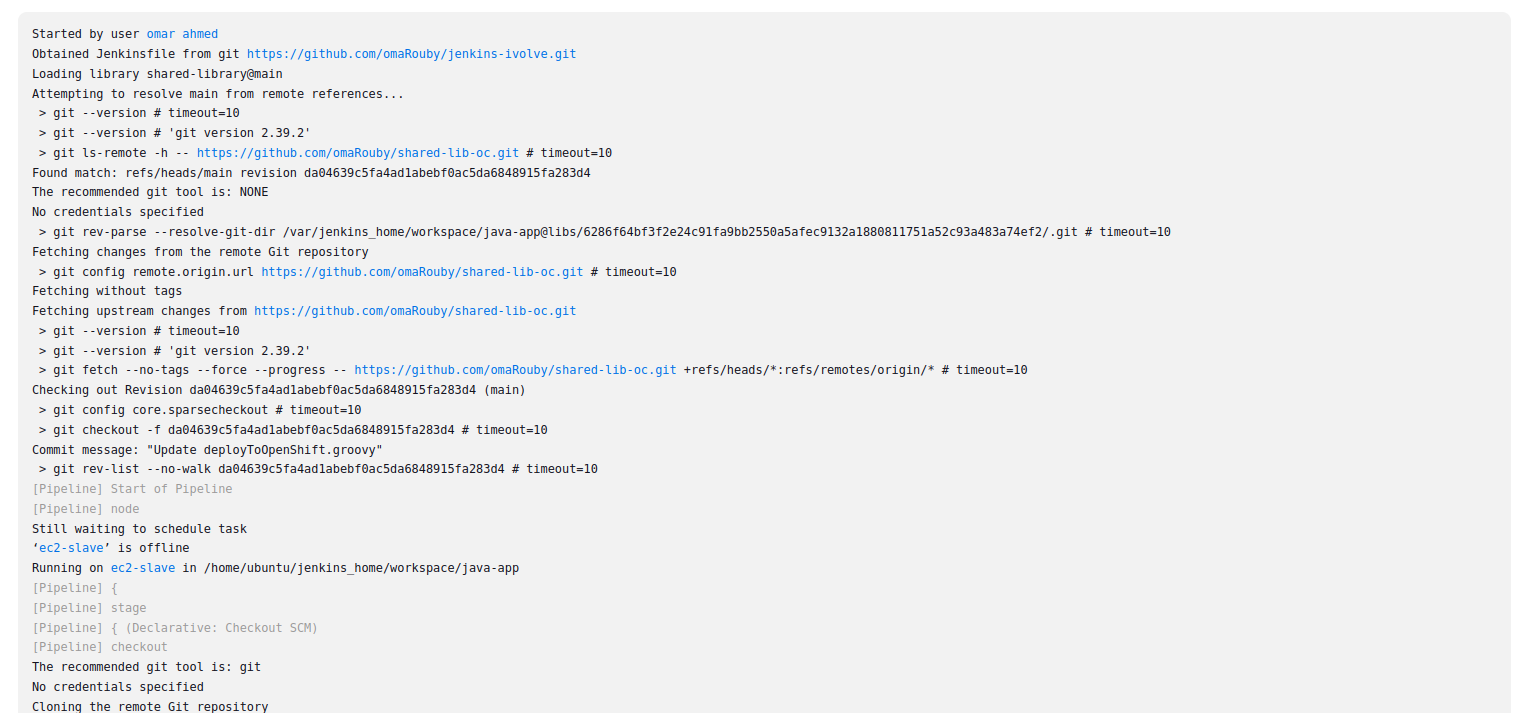 Started by user omar ahmed
Obtained Jenkinsfile from git https://github.com/omaRouby/jenkins-ivolve.git
Loading library shared-library@main
Attempting to resolve main from remote references...
 > git --version # timeout=10
 > git --version # 'git version 2.39.2'
 > git ls-remote -h -- https://github.com/omaRouby/shared-lib-oc.git # timeout=10
Found match: refs/heads/main revision da04639c5fa4ad1abebf0ac5da6848915fa283d4
The recommended git tool is: NONE
No credentials specified
 > git rev-parse --resolve-git-dir /var/jenkins_home/workspace/java-app@libs/6286f64bf3f2e24c91fa9bb2550a5afec9132a1880811751a52c93a483a74ef2/.git # timeout=10
Fetching changes from the remote Git repository
 > git config remote.origin.url https://github.com/omaRouby/shared-lib-oc.git # timeout=10
Fetching without tags
Fetching upstream changes from https://github.com/omaRouby/shared-lib-oc.git
 > git --version # timeout=10
 > git --version # 'git version 2.39.2'
 > git fetch --no-tags --force --progress -- https://github.com/omaRouby/shared-lib-oc.git +refs/heads/*:refs/remotes/origin/* # timeout=10
Checking out Revision da04639c5fa4ad1abebf0ac5da6848915fa283d4 (main)
 > git config core.sparsecheckout # timeout=10
 > git checkout -f da04639c5fa4ad1abebf0ac5da6848915fa283d4 # timeout=10
Commit message: "Update deployToOpenShift.groovy"
 > git rev-list --no-walk da04639c5fa4ad1abebf0ac5da6848915fa283d4 # timeout=10
[Pipeline] Start of Pipeline
[Pipeline] node
Still waiting to schedule task
‘ec2-slave’ is offline
Running on ec2-slave in /home/ubuntu/jenkins_home/workspace/java-app
[Pipeline] {
[Pipeline] stage
[Pipeline] { (Declarative: Checkout SCM)
[Pipeline] checkout
The recommended git tool is: git
No credentials specified
Cloning the remote Git repository